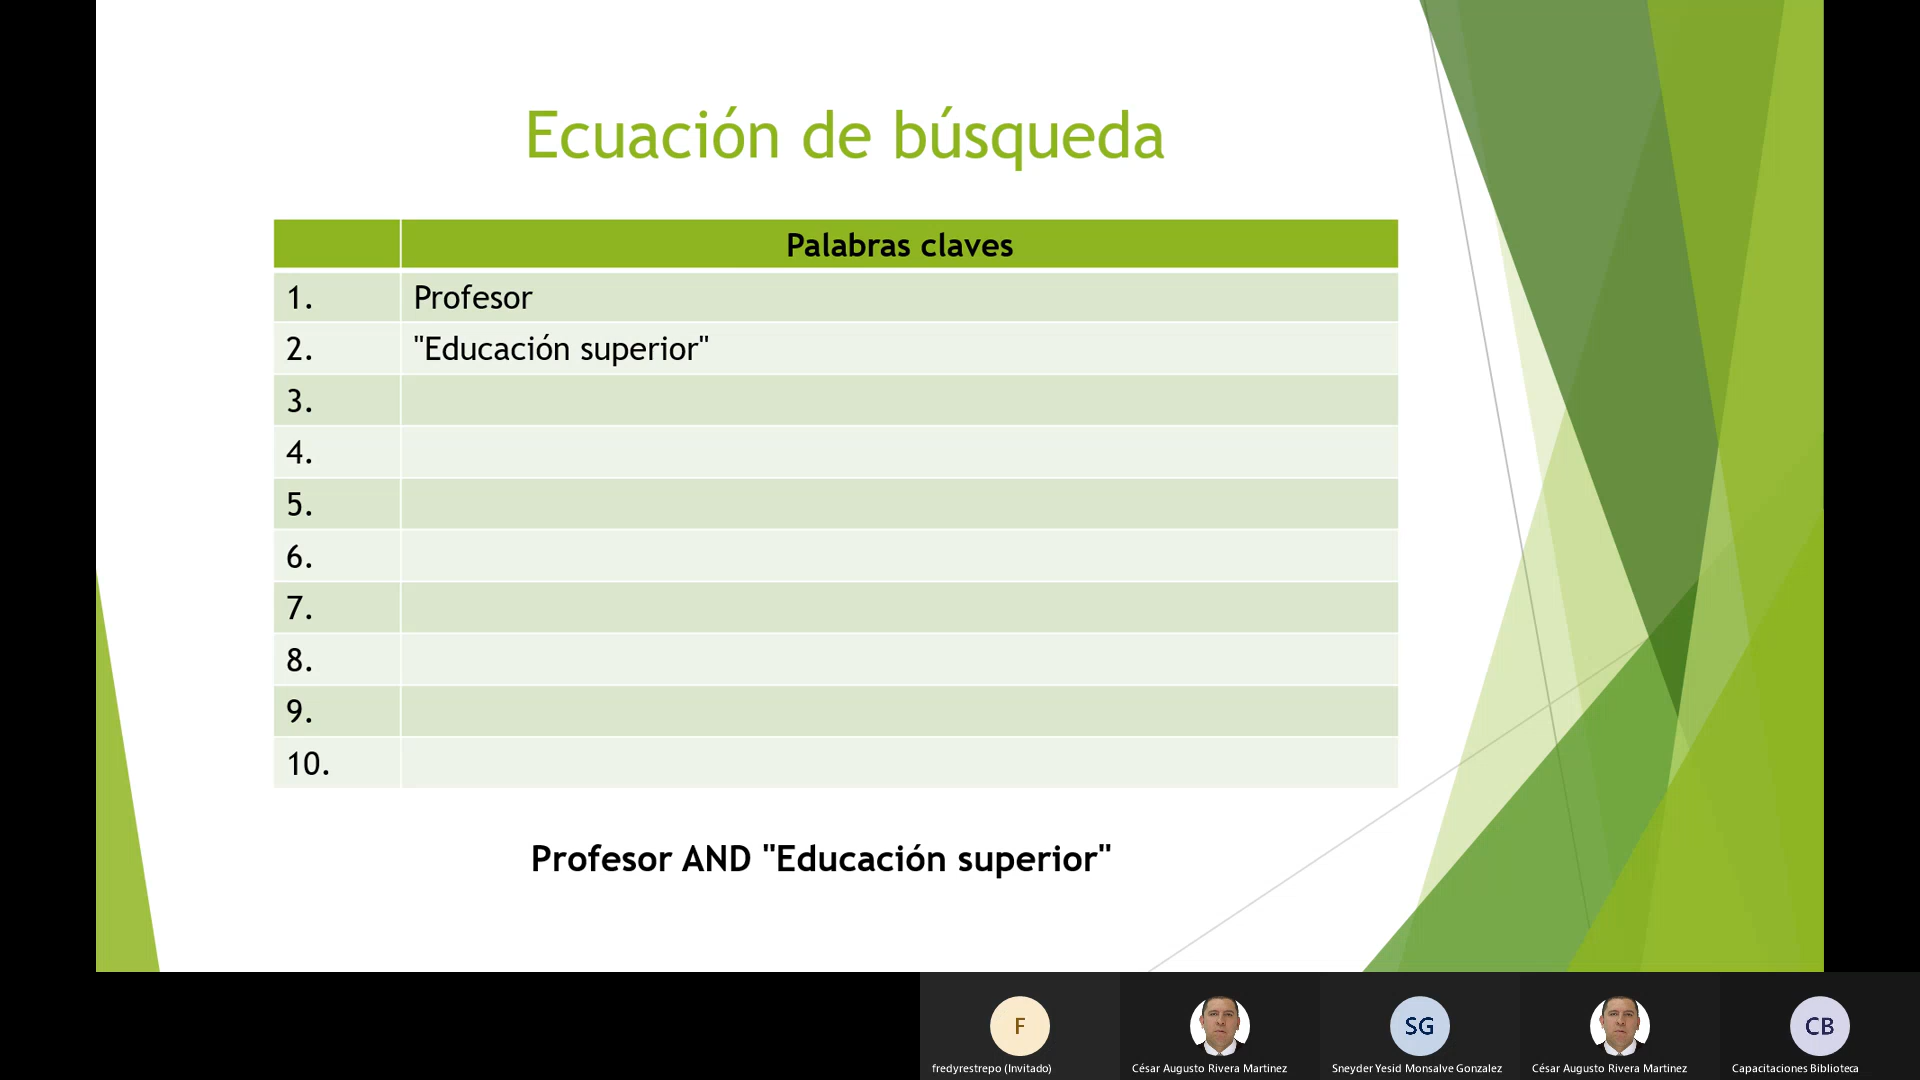 Ecuación de búsqueda
Palabras claves
1. Profesor
2. "Educación superior"
3.
4.
5.
6.
7.
8.
9.
10.
Profesor AND "Educación superior"
F
SG
CB
fredyrestrepo (Invitado)
César Augusto Rivera Martinez
Sneyder Yesid Monsalve Gonzalez
César Augusto Rivera Martinez
Capacitaciones Biblioteca